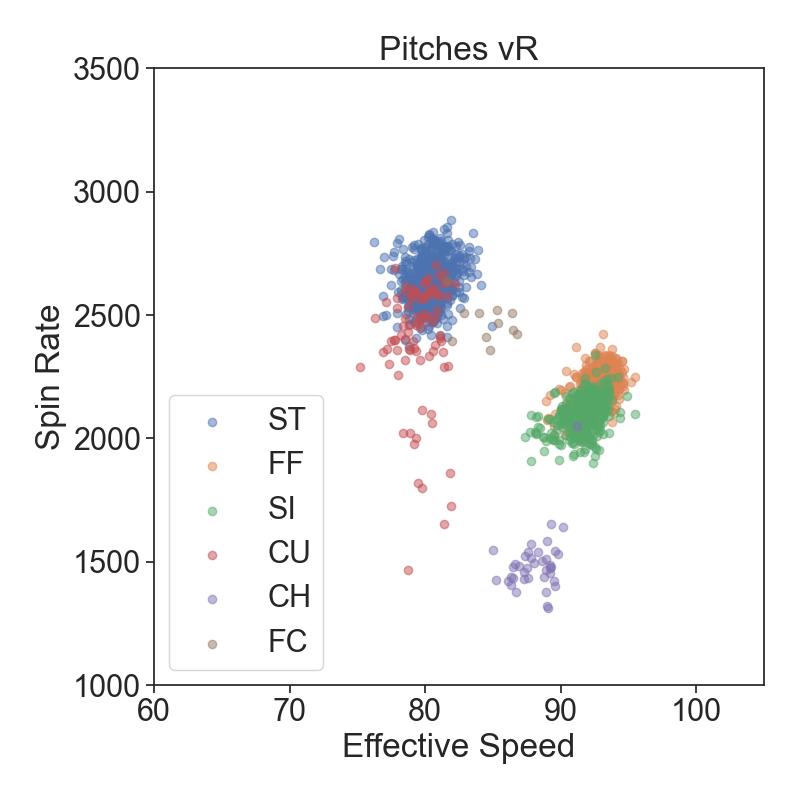 Pitches vR
3500
3000
2500
2000
1500
1000
Spin Rate
ST
FF
SI
CU
CH
FC
60 70 80 90 100
Effective Speed